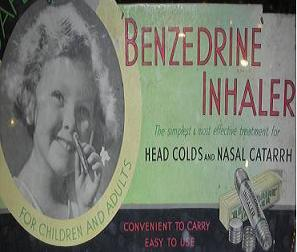 BENZEDRINE
INHALER
The simplest & most effective treatment for
HEAD COLDS AND NASAL CATARRH
FOR CHILDREN AND ADULTS
CONVENIENT TO CARRY
EASY TO USE